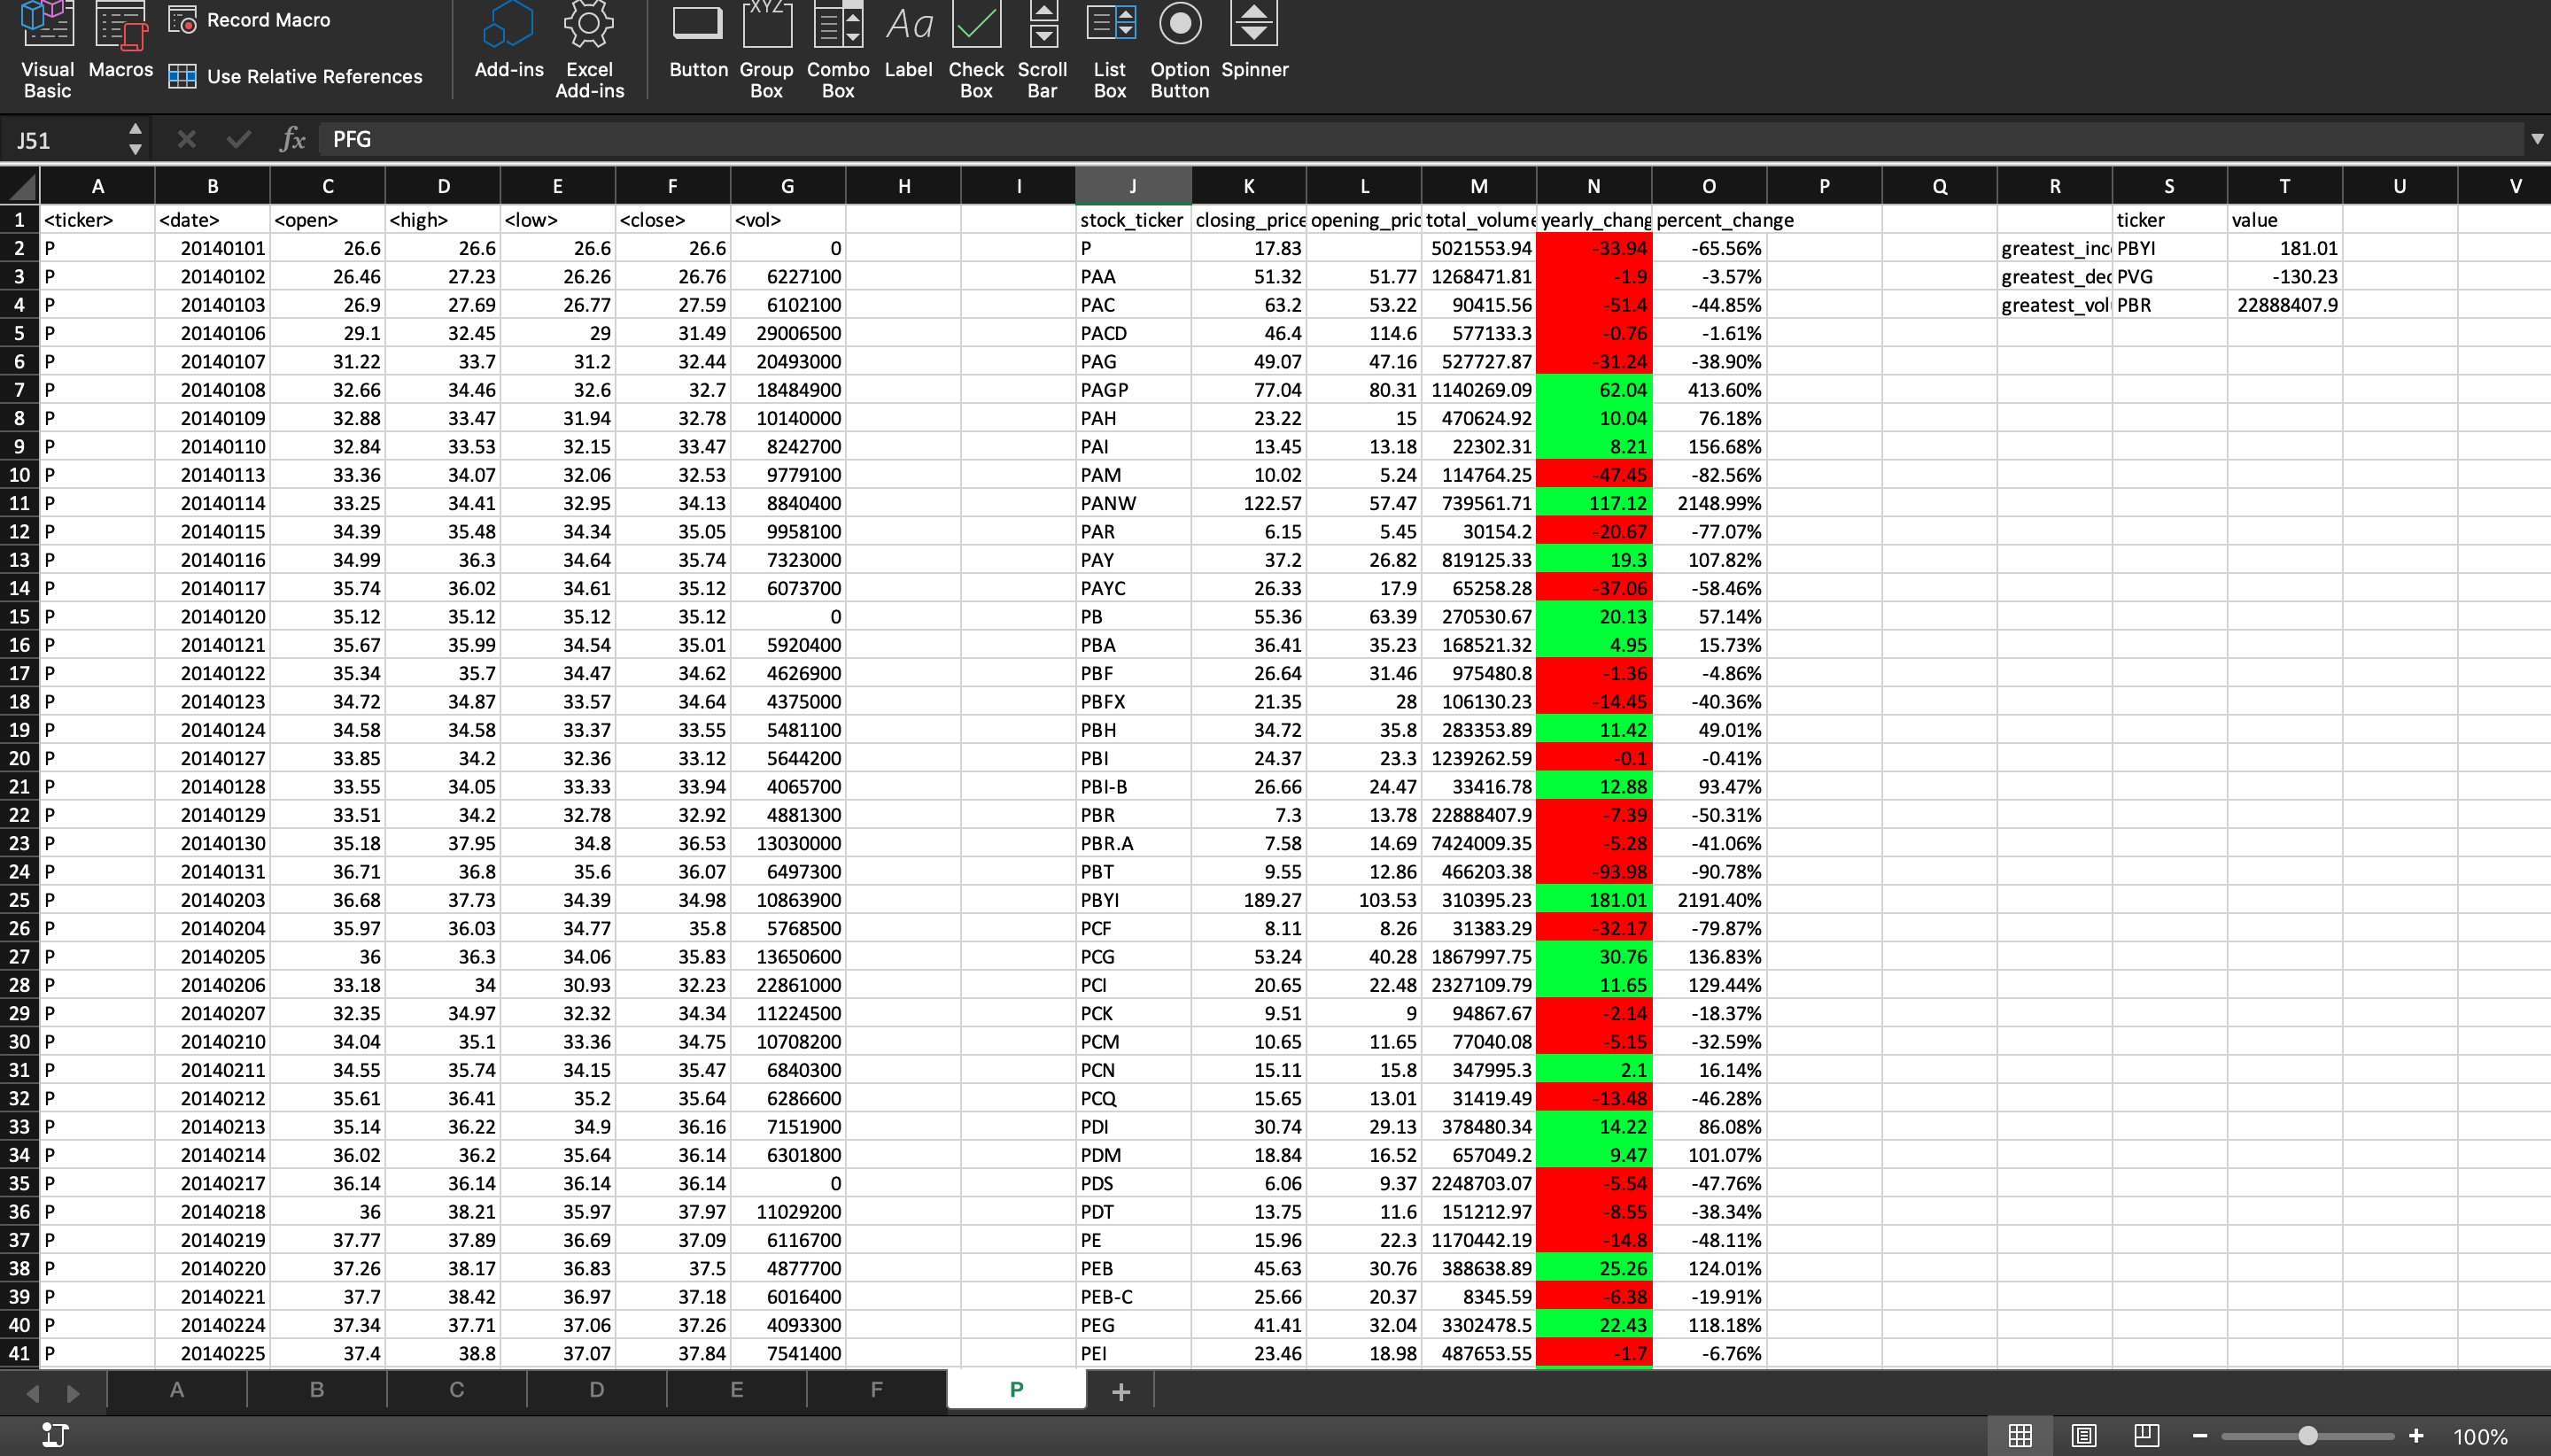 Visual Basic
Macros
Record Macro
Use Relative References
Add-ins
Excel Add-ins
XYZ
Button
Group Box
Combo Box
Aa
Label
Check Box
Scroll Bar
List Box
Option Button
Spinner
J51 fx PFG
A B C D E F G H I J K L M N O P Q R S T U V
1 <ticker> <date> <open> <high> <low> <close> <vol> stock_ticker closing_price opening_pric total_volume yearly_chang percent_change ticker value
2 P 20140101 26.6 26.6 26.6 26.6 0 P 17.83 5021553.94 -33.94 -65.56% greatest_inc PBYI 181.01
3 P 20140102 26.46 27.23 26.26 26.76 6227100 PAA 51.32 51.77 1268471.81 -1.9 -3.57% greatest_dec PVG -130.23
4 P 20140103 26.9 27.69 26.77 27.59 6102100 PAC 63.2 53.22 90415.56 -51.4 -44.85% greatest_vol PBR 22888407.9
5 P 20140106 29.1 32.45 29 31.49 29006500 PACD 46.4 114.6 577133.3 -0.76 -1.61%
6 P 20140107 31.22 33.7 31.2 32.44 20493000 PAG 49.07 47.16 527727.87 -31.24 -38.90%
7 P 20140108 32.66 34.46 32.6 32.7 18484900 PAGP 77.04 80.31 1140269.09 62.04 413.60%
8 P 20140109 32.88 33.47 31.94 32.78 10140000 PAH 23.22 15 470624.92 10.04 76.18%
9 P 20140110 32.84 33.53 32.15 33.47 8242700 PAI 13.45 13.18 22302.31 8.21 156.68%
10 P 20140113 33.36 34.07 32.06 32.53 9779100 PAM 10.02 5.24 114764.25 -47.45 -82.56%
11 P 20140114 33.25 34.41 32.95 34.13 8840400 PANW 122.57 57.47 739561.71 117.12 2148.99%
12 P 20140115 34.39 35.48 34.34 35.05 9958100 PAR 6.15 5.45 30154.2 -20.67 -77.07%
13 P 20140116 34.99 36.3 34.64 35.74 7323000 PAY 37.2 26.82 819125.33 19.3 107.82%
14 P 20140117 35.74 36.02 34.61 35.12 6073700 PAYC 26.33 17.9 65258.28 -37.06 -58.46%
15 P 20140120 35.12 35.12 35.12 35.12 0 PB 55.36 63.39 270530.67 20.13 57.14%
16 P 20140121 35.67 35.99 34.54 35.01 5920400 PBA 36.41 35.23 168521.32 4.95 15.73%
17 P 20140122 35.34 35.7 34.47 34.62 4626900 PBF 26.64 31.46 975480.8 -1.36 -4.86%
18 P 20140123 34.72 34.87 33.57 34.64 4375000 PBFX 21.35 28 106130.23 -14.45 -40.36%
19 P 20140124 34.58 34.58 33.37 33.55 5481100 PBH 34.72 35.8 283353.89 11.42 49.01%
20 P 20140127 33.85 34.2 32.36 33.12 5644200 PBI 24.37 23.3 1239262.59 -0.1 -0.41%
21 P 20140128 33.55 34.05 33.33 33.94 4065700 PBI-B 26.66 24.47 33416.78 12.88 93.47%
22 P 20140129 33.51 34.2 32.78 32.92 4881300 PBR 7.3 13.78 22888407.9 -7.39 -50.31%
23 P 20140130 35.18 37.95 34.8 36.53 13030000 PBR.A 7.58 14.69 7424009.35 -5.28 -41.06%
24 P 20140131 36.71 36.8 35.6 36.07 6497300 PBT 9.55 12.86 466203.38 -93.98 -90.78%
25 P 20140203 36.68 37.73 34.39 34.98 10863900 PBYI 189.27 103.53 310395.23 181.01 2191.40%
26 P 20140204 35.97 36.03 34.77 35.8 5768500 PCF 8.11 8.26 31383.29 -32.17 -79.87%
27 P 20140205 36 36.3 34.06 35.83 13650600 PCG 53.24 40.28 1867997.75 30.76 136.83%
28 P 20140206 33.18 34 30.93 32.23 22861000 PCI 20.65 22.48 2327109.79 11.65 129.44%
29 P 20140207 32.35 34.97 32.32 34.34 11224500 PCK 9.51 9 94867.67 -2.14 -18.37%
30 P 20140210 34.04 35.1 33.36 34.75 10708200 PCM 10.65 11.65 77040.08 -5.15 -32.59%
31 P 20140211 34.55 35.74 34.15 35.47 6840300 PCN 15.11 15.8 347995.3 2.1 16.14%
32 P 20140212 35.61 36.41 35.2 35.64 6286600 PCQ 15.65 13.01 31419.49 -13.48 -46.28%
33 P 20140213 35.14 36.22 34.9 36.16 7151900 PDI 30.74 29.13 378480.34 14.22 86.08%
34 P 20140214 36.02 36.2 35.64 36.14 6301800 PDM 18.84 16.52 657049.2 9.47 101.07%
35 P 20140217 36.14 36.14 36.14 36.14 0 PDS 6.06 9.37 2248703.07 -5.54 -47.76%
36 P 20140218 36 38.21 35.97 37.97 11029200 PDT 13.75 11.6 151212.97 -8.55 -38.34%
37 P 20140219 37.77 37.89 36.69 37.09 6116700 PE 15.96 22.3 1170442.19 -14.8 -48.11%
38 P 20140220 37.26 38.17 36.83 37.5 4877700 PEB 45.63 30.76 388638.89 25.26 124.01%
39 P 20140221 37.7 38.42 36.97 37.18 6016400 PEB-C 25.66 20.37 8345.59 -6.38 -19.91%
40 P 20140224 37.34 37.71 37.06 37.26 4093300 PEG 41.41 32.04 3302478.5 22.43 118.18%
41 P 20140225 37.4 38.8 37.07 37.84 7541400 PEI 23.46 18.98 487653.55 -1.7 -6.76%
A B C D E F P +
100%